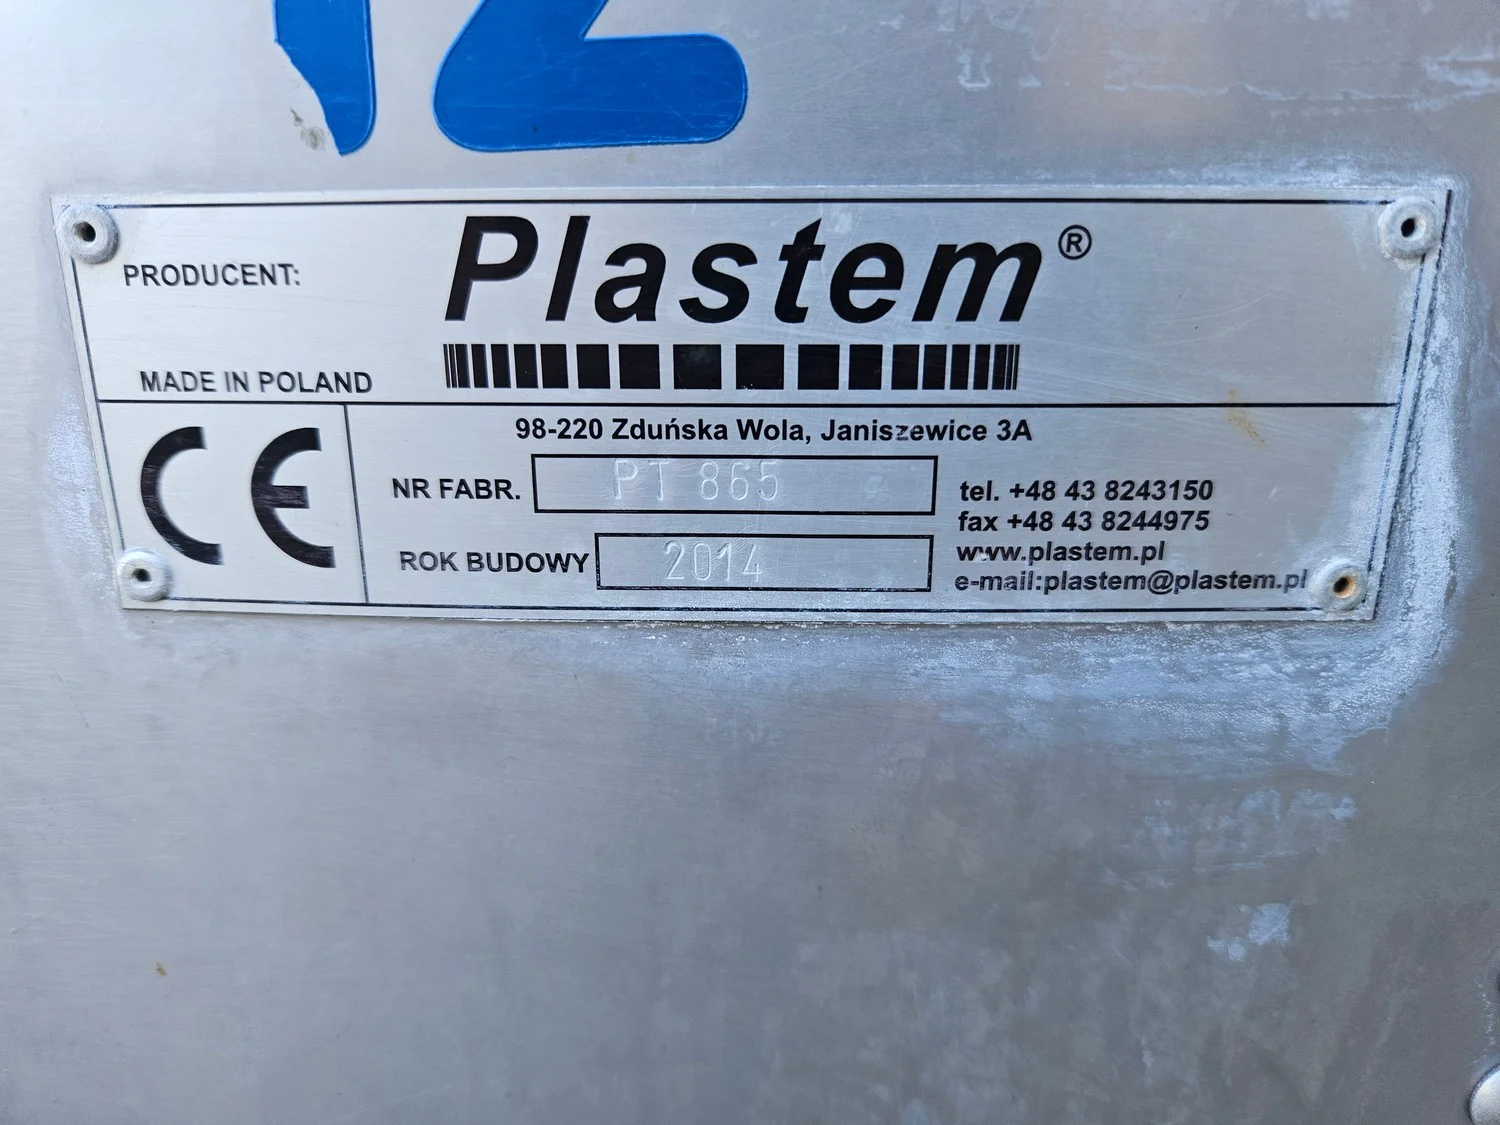 12
PRODUCENT:
Plastem®
MADE IN POLAND
CE
98-220 Zduńska Wola, Janiszewice 3A
NR FABR. PT 865
ROK BUDOWY 2014
tel. +48 43 8243150
fax +48 43 8244975
www.plastem.pl
e-mail:plastem@plastem.pl